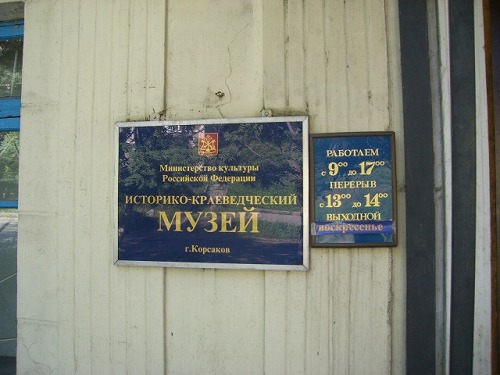 Министерство культуры
Российской Федерации
ИСТОРИКО-КРАЕВЕДЧЕСКИЙ
МУЗЕЙ
г.Корсаков
РАБОТАЕМ
с 9⁰⁰ до 17⁰⁰
ПЕРЕРЫВ
с 13⁰⁰ до 14⁰⁰
ВЫХОДНОЙ
воскресенье